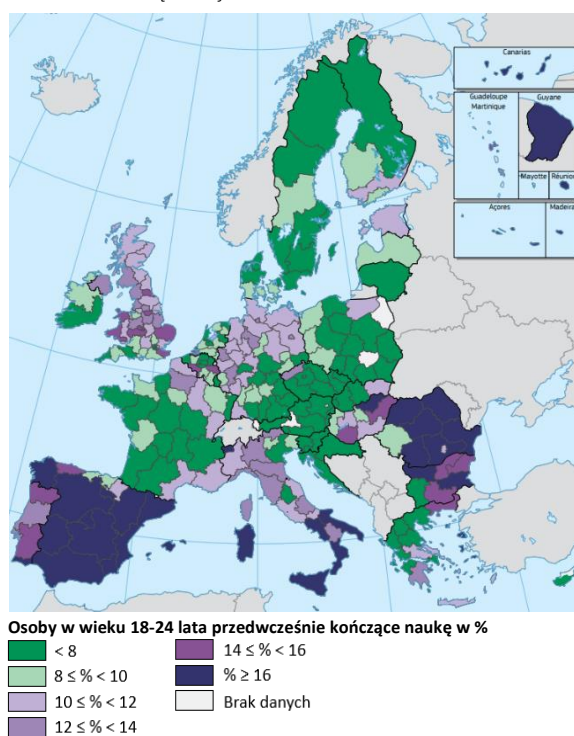 Canarias
Guadeloupe
Martinique
Guyane
Mayotte
Réunion
Açores
Madeira
Osoby w wieku 18-24 lata przedwcześnie kończące naukę w %
< 8
8 ≤ % < 10
10 ≤ % < 12
12 ≤ % < 14
14 ≤ % < 16
% ≥ 16
Brak danych